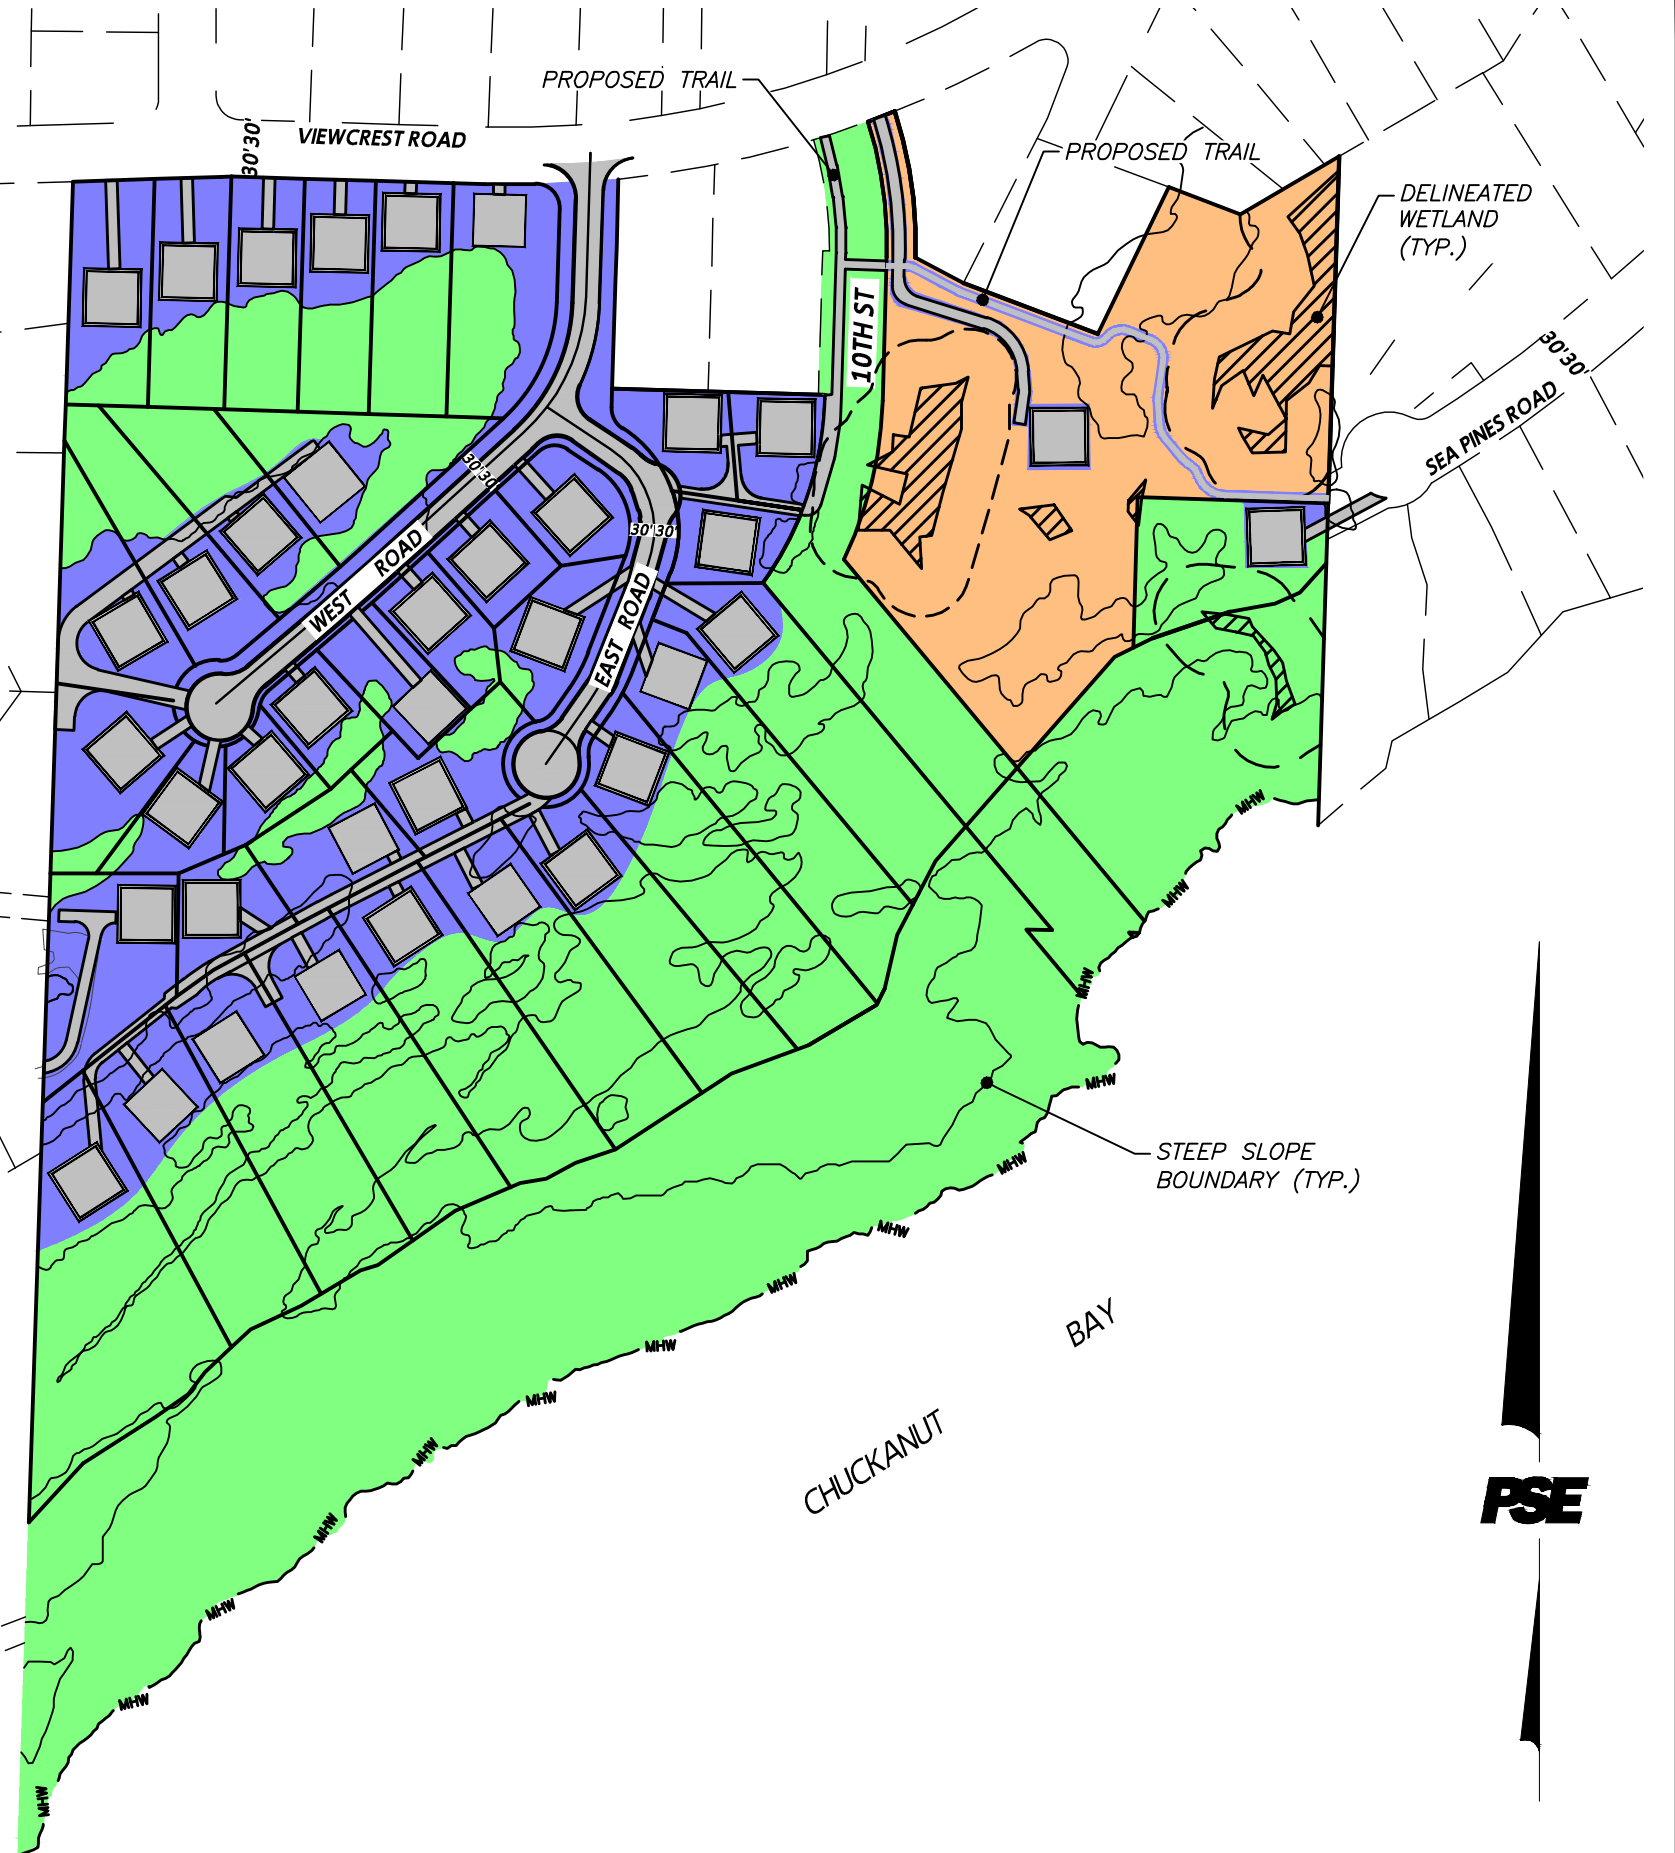 PROPOSED TRAIL
VIEWCREST ROAD
30'30'
PROPOSED TRAIL
DELINEATED
WETLAND
(TYP.)
10TH ST
30'30'
SEA PINES ROAD
30'30'
30'30'
WEST ROAD
EAST ROAD
MHW
MHW
MHW
MHW
STEEP SLOPE
BOUNDARY (TYP.)
MHW
MHW
MHW
MHW
MHW
MHW
MHW
MHW
MHW
MHW
CHUCKANUT BAY
PSE